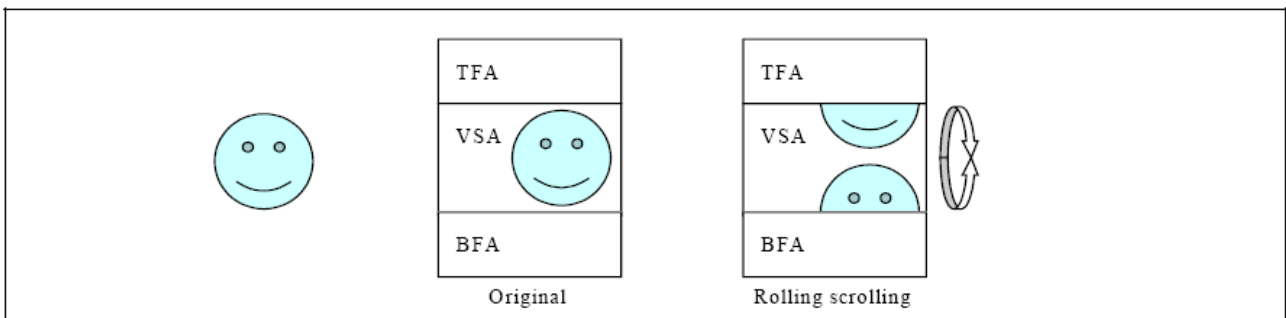 TFA
VSA
BFA
Original
TFA
VSA
BFA
Rolling scrolling